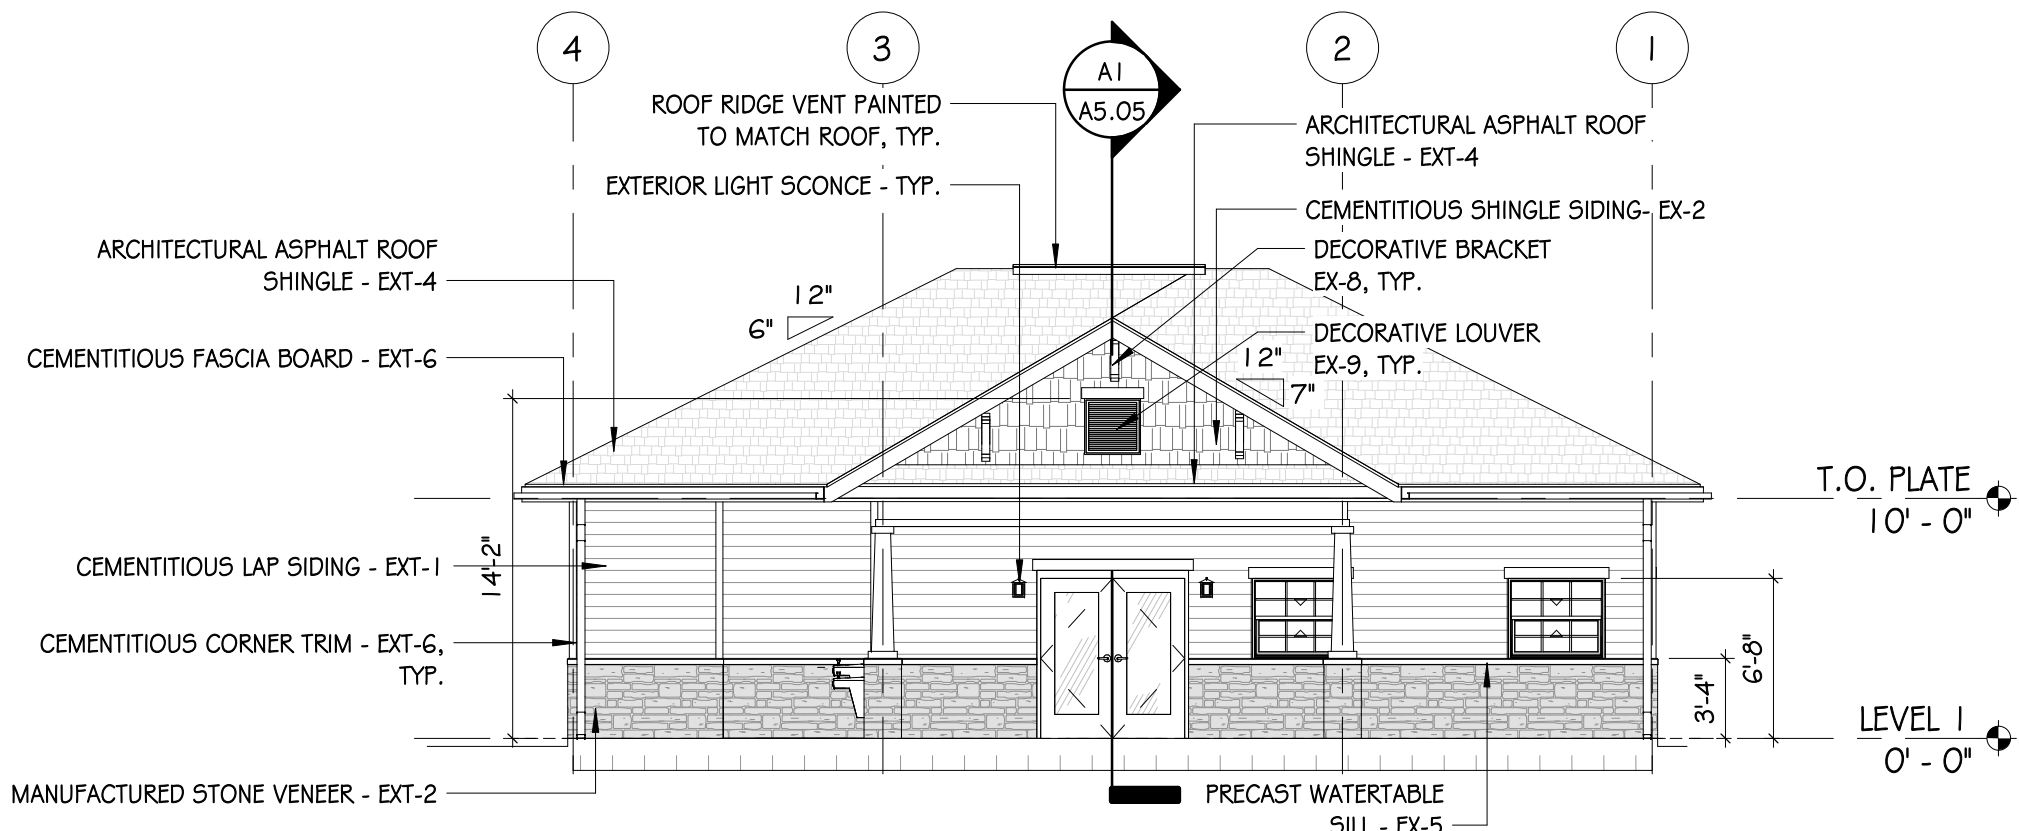 4
3
2
1
A1
A5.05
ROOF RIDGE VENT PAINTED
TO MATCH ROOF, TYP.
EXTERIOR LIGHT SCONCE - TYP.
ARCHITECTURAL ASPHALT ROOF
SHINGLE - EXT-4
CEMENTITIOUS SHINGLE SIDING- EX-2
DECORATIVE BRACKET
EX-8, TYP.
DECORATIVE LOUVER
EX-9, TYP.
ARCHITECTURAL ASPHALT ROOF
SHINGLE - EXT-4
12"
6"
12"
7"
CEMENTITIOUS FASCIA BOARD - EXT-6
T.O. PLATE
10' - 0"
CEMENTITIOUS LAP SIDING - EXT-1
14'-2"
CEMENTITIOUS CORNER TRIM - EXT-6,
TYP.
6'-8"
3'-4"
LEVEL 1
0' - 0"
MANUFACTURED STONE VENEER - EXT-2
PRECAST WATERTABLE
SILL - EX-5